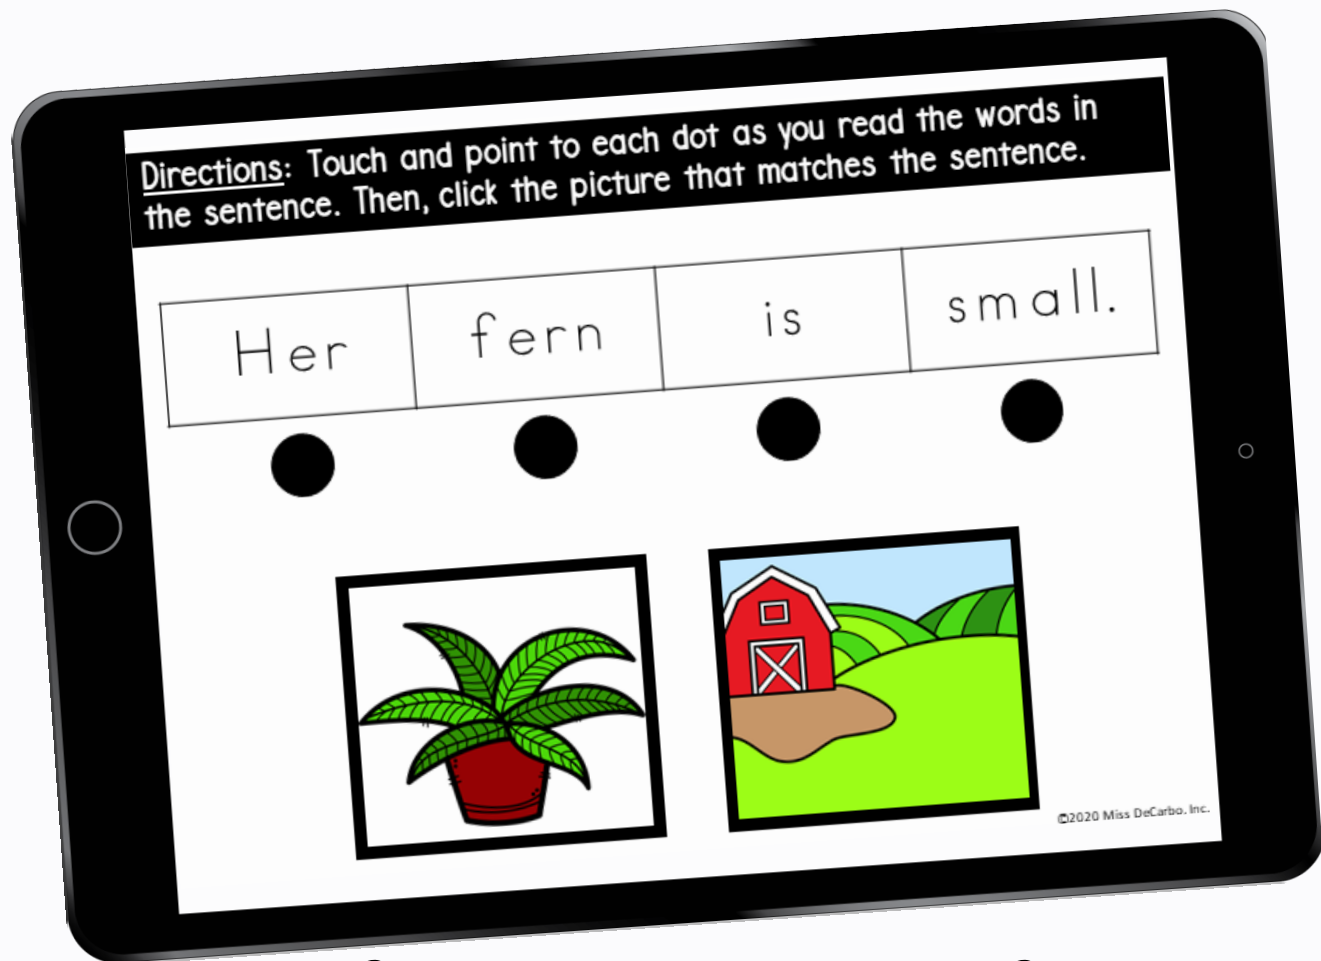 Directions: Touch and point to each dot as you read the words in
the sentence. Then, click the picture that matches the sentence.
Her fern is small.
©2020 Miss DeCarbo, Inc.